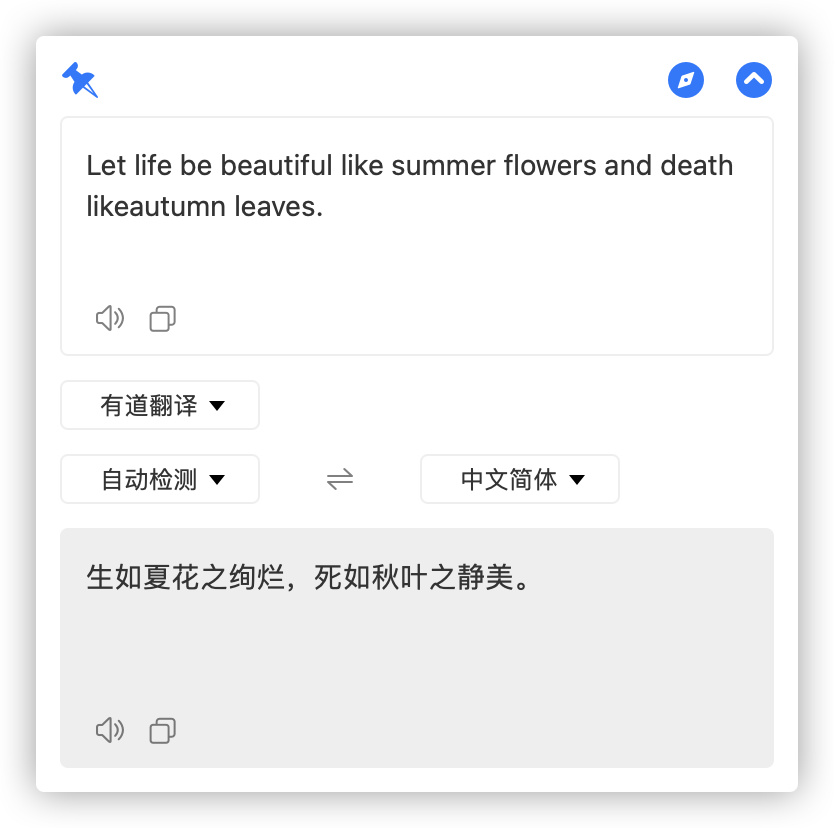 Let life be beautiful like summer flowers and death
likeautumn leaves.
有道翻译
自动检测
中文简体
生如夏花之绚烂，死如秋叶之静美。